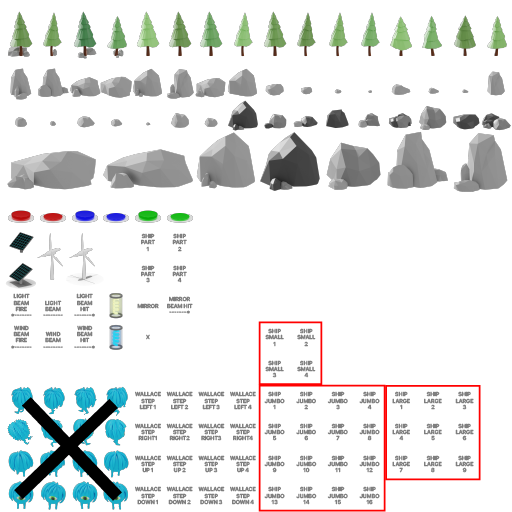 SHIP PART 1
SHIP PART 2
SHIP PART 3
SHIP PART 4
LIGHT BEAM FIRE
LIGHT BEAM
LIGHT BEAM HIT
MIRROR
MIRROR BEAM HIT
WIND BEAM FIRE
WIND BEAM
WIND BEAM HIT
X
SHIP SMALL 1
SHIP SMALL 2
SHIP SMALL 3
SHIP SMALL 4
WALLACE STEP LEFT 1
WALLACE STEP LEFT 2
WALLACE STEP LEFT 3
WALLACE STEP LEFT 4
SHIP JUMBO 1
SHIP JUMBO 2
SHIP JUMBO 3
SHIP JUMBO 4
SHIP LARGE 1
SHIP LARGE 2
SHIP LARGE 3
WALLACE STEP RIGHT1
WALLACE STEP RIGHT2
WALLACE STEP RIGHT3
WALLACE STEP RIGHT4
SHIP JUMBO 5
SHIP JUMBO 6
SHIP JUMBO 7
SHIP JUMBO 8
SHIP LARGE 4
SHIP LARGE 5
SHIP LARGE 6
WALLACE STEP UP 1
WALLACE STEP UP 2
WALLACE STEP UP 3
WALLACE STEP UP 4
SHIP JUMBO 9
SHIP JUMBO 10
SHIP JUMBO 11
SHIP JUMBO 12
SHIP LARGE 7
SHIP LARGE 8
SHIP LARGE 9
WALLACE STEP DOWN 1
WALLACE STEP DOWN 2
WALLACE STEP DOWN 3
WALLACE STEP DOWN 4
SHIP JUMBO 13
SHIP JUMBO 14
SHIP JUMBO 15
SHIP JUMBO 16